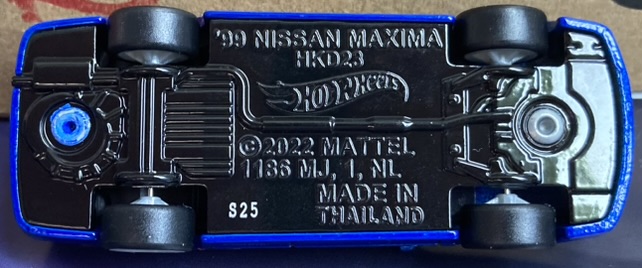 '99 NISSAN MAXIMA
HKD23
HOT WHEELS
©2022 MATTEL
1186 MJ, 1, NL
MADE IN
THAILAND
S25